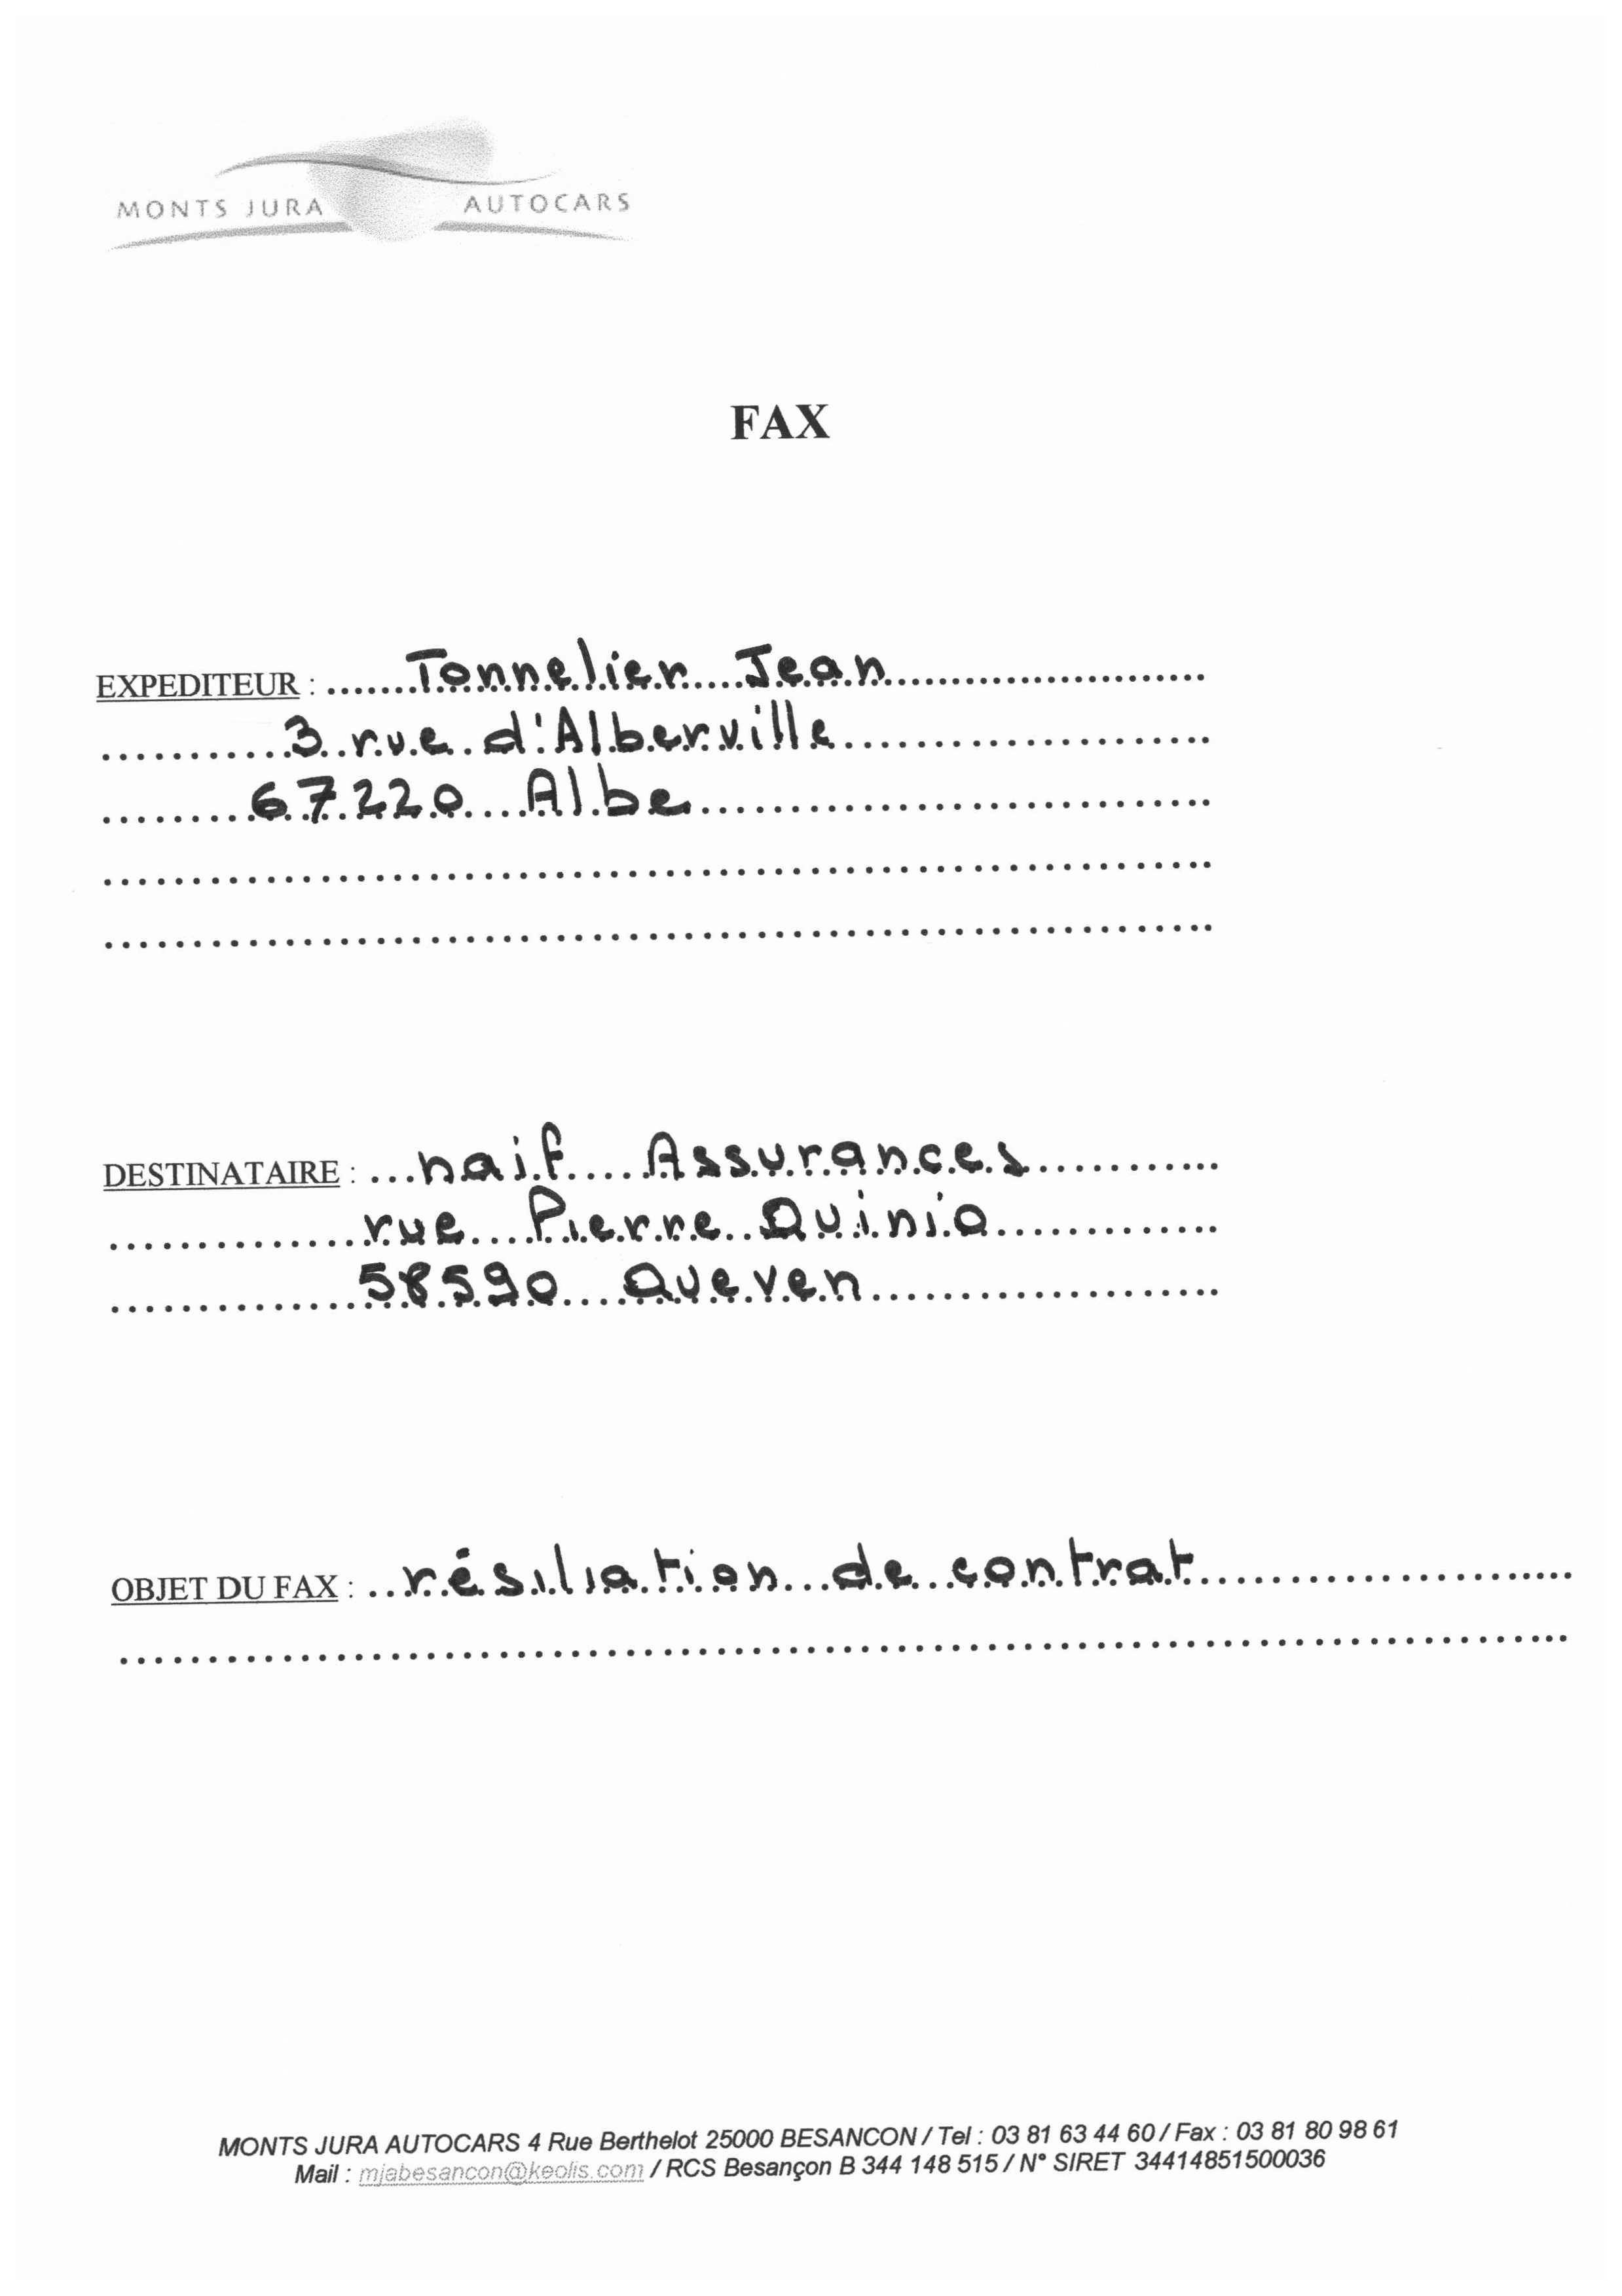 MONTS JURA AUTOCARS
FAX
EXPEDITEUR : Tonnelier Jean
3 rue d'Alberville
67220 Albe
DESTINATAIRE : naif Assurances
rue Pierre Quinio
58590 Queven
OBJET DU FAX : résiliation de contrat
MONTS JURA AUTOCARS 4 Rue Berthelot 25000 BESANCON / Tel : 03 81 63 44 60 / Fax : 03 81 80 98 61
Mail : mjabesancon@keolis.com / RCS Besançon B 344 148 515 / N° SIRET 34414851500036